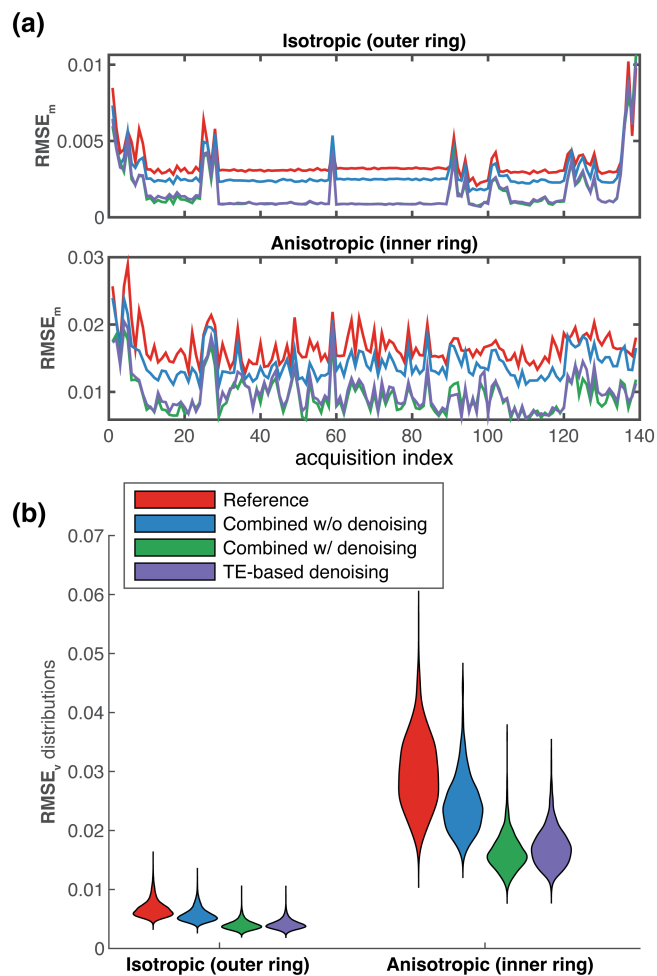 (a)
Isotropic (outer ring)
0.01
0.005
0
RMSEm
Anisotropic (inner ring)
0.03
0.02
0.01
RMSEm
0 20 40 60 80 100 120 140
acquisition index
(b)
Reference
Combined w/o denoising
Combined w/ denoising
TE-based denoising
0.07
0.06
0.05
0.04
0.03
0.02
0.01
0
RMSEv distributions
Isotropic (outer ring) Anisotropic (inner ring)